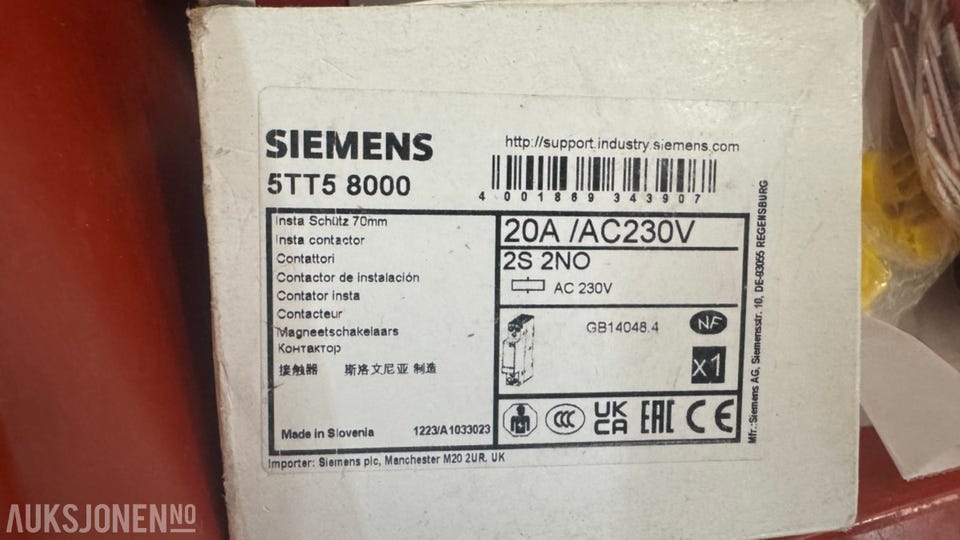 SIEMENS
5TT5 8000
http://support.industry.siemens.com
4 001869 343907
Insta Schütz 70mm
Insta contactor
Contattori
Contactor de instalación
Contator insta
Contacteur
Magneetschakelaars
Контактор
接触器 斯洛文尼亚 制造
Made in Slovenia 1223/A1033023
20A /AC230V
2S 2NO
AC 230V
GB14048.4
NF
x1
CCC
UK
CA
EAC
CE
Importer: Siemens plc, Manchester M20 2UR. UK
Mfr.:Siemens AG, Siemensstr. 10, DE-93055 REGENSBURG
AUKSJONEN.NO